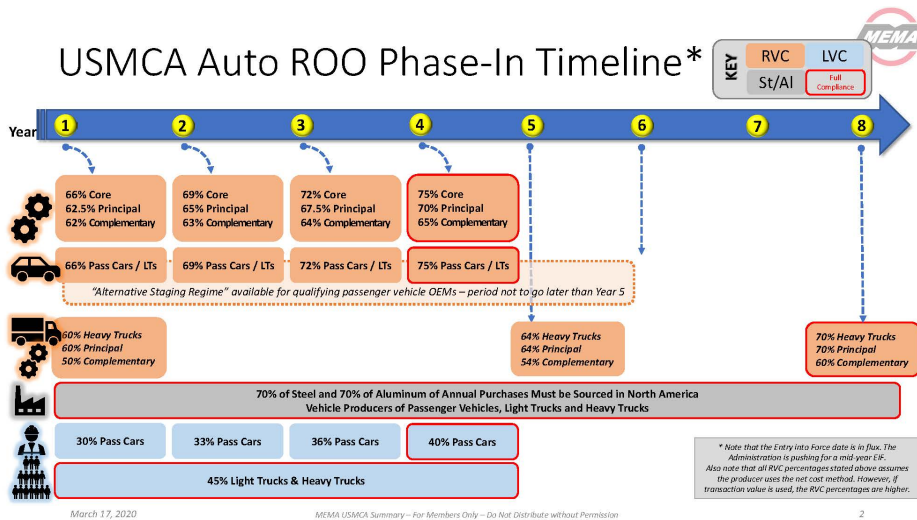 MEMA
USMCA Auto ROO Phase-In Timeline*
KEY
RVC
LVC
St/Al
Full
Compliance
Year
1
2
3
4
5
6
7
8
66% Core
62.5% Principal
62% Complementary
69% Core
65% Principal
63% Complementary
72% Core
67.5% Principal
64% Complementary
75% Core
70% Principal
65% Complementary
66% Pass Cars / LTs
69% Pass Cars / LTs
72% Pass Cars / LTs
75% Pass Cars / LTs
"Alternative Staging Regime" available for qualifying passenger vehicle OEMs – period not to go later than Year 5
60% Heavy Trucks
60% Principal
50% Complementary
64% Heavy Trucks
64% Principal
54% Complementary
70% Heavy Trucks
70% Principal
60% Complementary
70% of Steel and 70% of Aluminum of Annual Purchases Must be Sourced in North America
Vehicle Producers of Passenger Vehicles, Light Trucks and Heavy Trucks
30% Pass Cars
33% Pass Cars
36% Pass Cars
40% Pass Cars
45% Light Trucks & Heavy Trucks
* Note that the Entry into Force date is in flux. The
Administration is pushing for a mid-year EIF.
Also note that all RVC percentages stated above assumes
the producer uses the net cost method. However, if
transaction value is used, the RVC percentages are higher.
March 17, 2020
MEMA USMCA Summary – For Members Only – Do Not Distribute without Permission
2